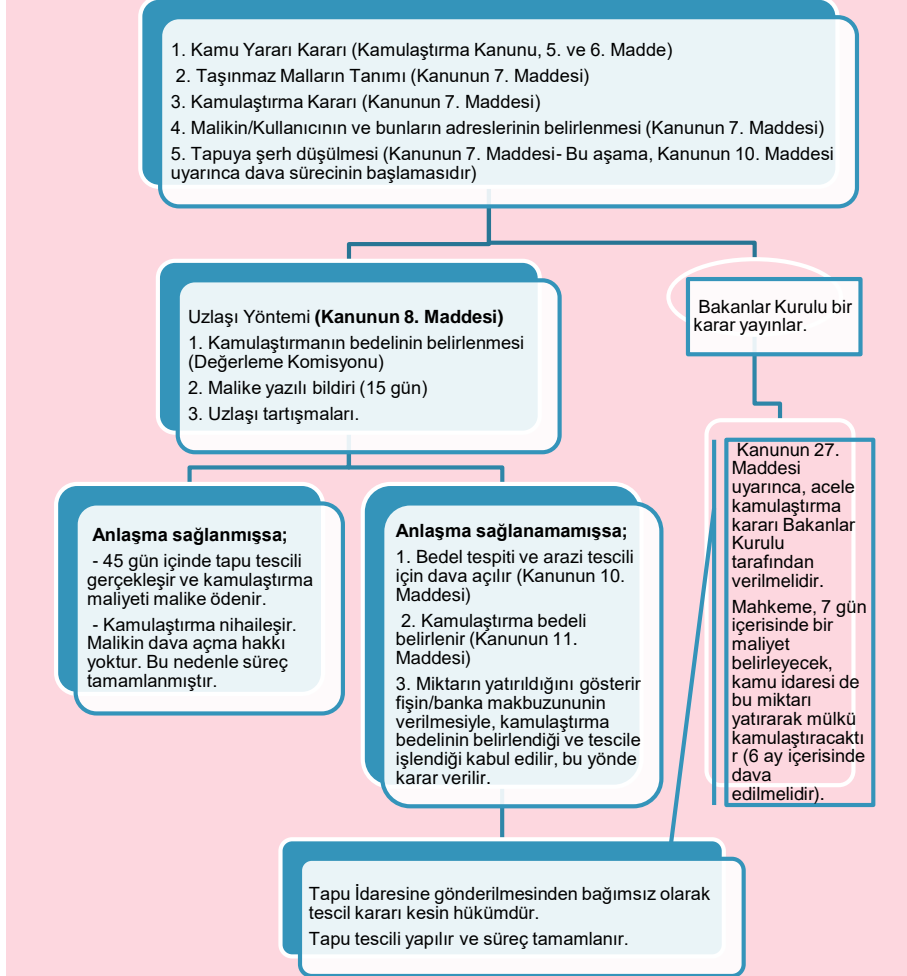 1. Kamu Yararı Kararı (Kamulaştırma Kanunu, 5. ve 6. Madde)
2. Taşınmaz Malların Tanımı (Kanunun 7. Maddesi)
3. Kamulaştırma Kararı (Kanunun 7. Maddesi)
4. Malikin/Kullanıcının ve bunların adreslerinin belirlenmesi (Kanunun 7. Maddesi)
5. Tapuya şerh düşülmesi (Kanunun 7. Maddesi- Bu aşama, Kanunun 10. Maddesi
uyarınca dava sürecinin başlamasıdır)
Uzlaşı Yöntemi (Kanunun 8. Maddesi)
1. Kamulaştırmanın bedelinin belirlenmesi
(Değerleme Komisyonu)
2. Malike yazılı bildiri (15 gün)
3. Uzlaşı tartışmaları.
Bakanlar Kurulu bir
karar yayınlar.
Anlaşma sağlanmışsa;
- 45 gün içinde tapu tescili
gerçekleşir ve kamulaştırma
maliyeti malike ödenir.
- Kamulaştırma nihaileşir.
Malikin dava açma hakkı
yoktur. Bu nedenle süreç
tamamlanmıştır.
Anlaşma sağlanamamışsa;
1. Bedel tespiti ve arazi tescili
için dava açılır (Kanunun 10.
Maddesi)
2. Kamulaştırma bedeli
belirlenir (Kanunun 11.
Maddesi)
3. Miktarın yatırıldığını gösterir
fişin/banka makbuzununin
verilmesiyle, kamulaştırma
bedelinin belirlendiği ve tescile
işlendiği kabul edilir, bu yönde
karar verilir.
Kanunun 27.
Maddesi
uyarınca, acele
kamulaştırma
kararı Bakanlar
Kurulu
tarafından
verilmelidir.
Mahkeme, 7 gün
içerisinde bir
maliyet
belirleyecek,
kamu idaresi de
bu miktarı
yatırarak mülkü
kamulaştıracaktı
r (6 ay içerisinde
dava
edilmelidir).
Tapu İdaresine gönderilmesinden bağımsız olarak
tescil kararı kesin hükümdür.
Tapu tescili yapılır ve süreç tamamlanır.